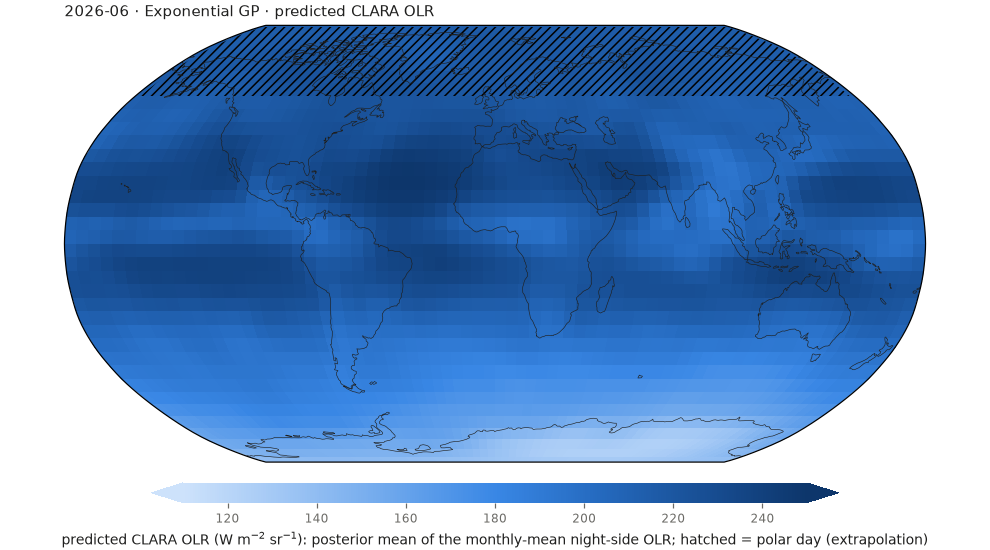 2026-06 · Exponential GP · predicted CLARA OLR
120 140 160 180 200 220 240
predicted CLARA OLR (W m⁻² sr⁻¹): posterior mean of the monthly-mean night-side OLR; hatched = polar day (extrapolation)